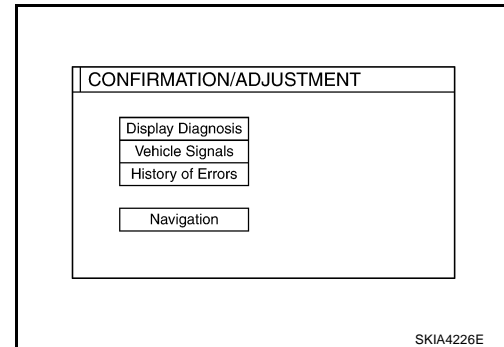 CONFIRMATION/ADJUSTMENT
Display Diagnosis
Vehicle Signals
History of Errors
Navigation
SKIA4226E